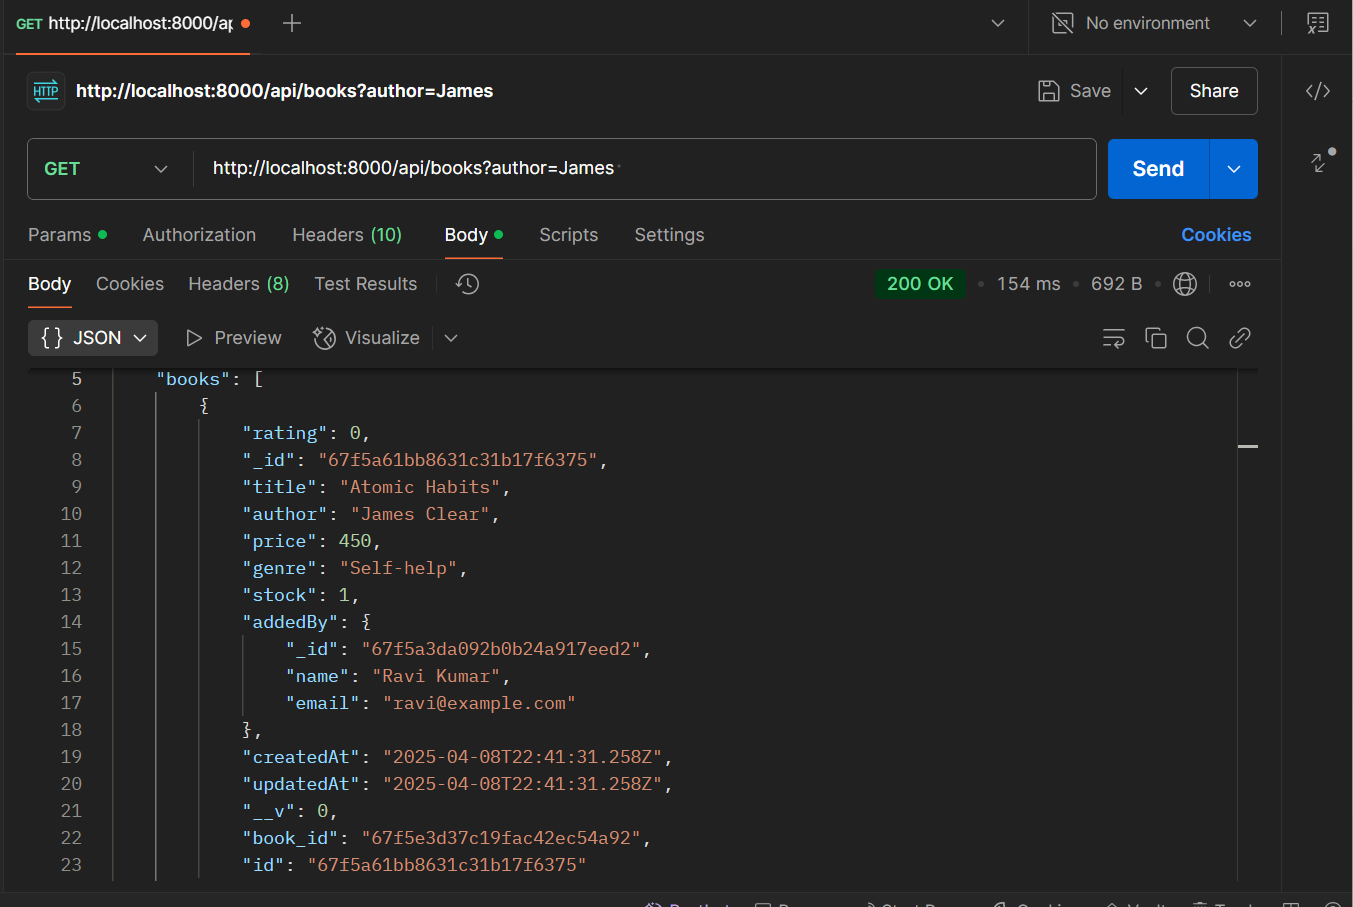 GET http://localhost:8000/ap
No environment
HTTP http://localhost:8000/api/books?author=James
Save
Share
GET http://localhost:8000/api/books?author=James
Send
Params Authorization Headers (10) Body Scripts Settings Cookies
Body Cookies Headers (8) Test Results 200 OK 154 ms 692 B
{} JSON Preview Visualize
5 "books": [
6 {
7 "rating": 0,
8 "_id": "67f5a61bb8631c31b17f6375",
9 "title": "Atomic Habits",
10 "author": "James Clear",
11 "price": 450,
12 "genre": "Self-help",
13 "stock": 1,
14 "addedBy": {
15 "_id": "67f5a3da092b0b24a917eed2",
16 "name": "Ravi Kumar",
17 "email": "ravi@example.com"
18 },
19 "createdAt": "2025-04-08T22:41:31.258Z",
20 "updatedAt": "2025-04-08T22:41:31.258Z",
21 "__v": 0,
22 "book_id": "67f5e3d37c19fac42ec54a92",
23 "id": "67f5a61bb8631c31b17f6375"